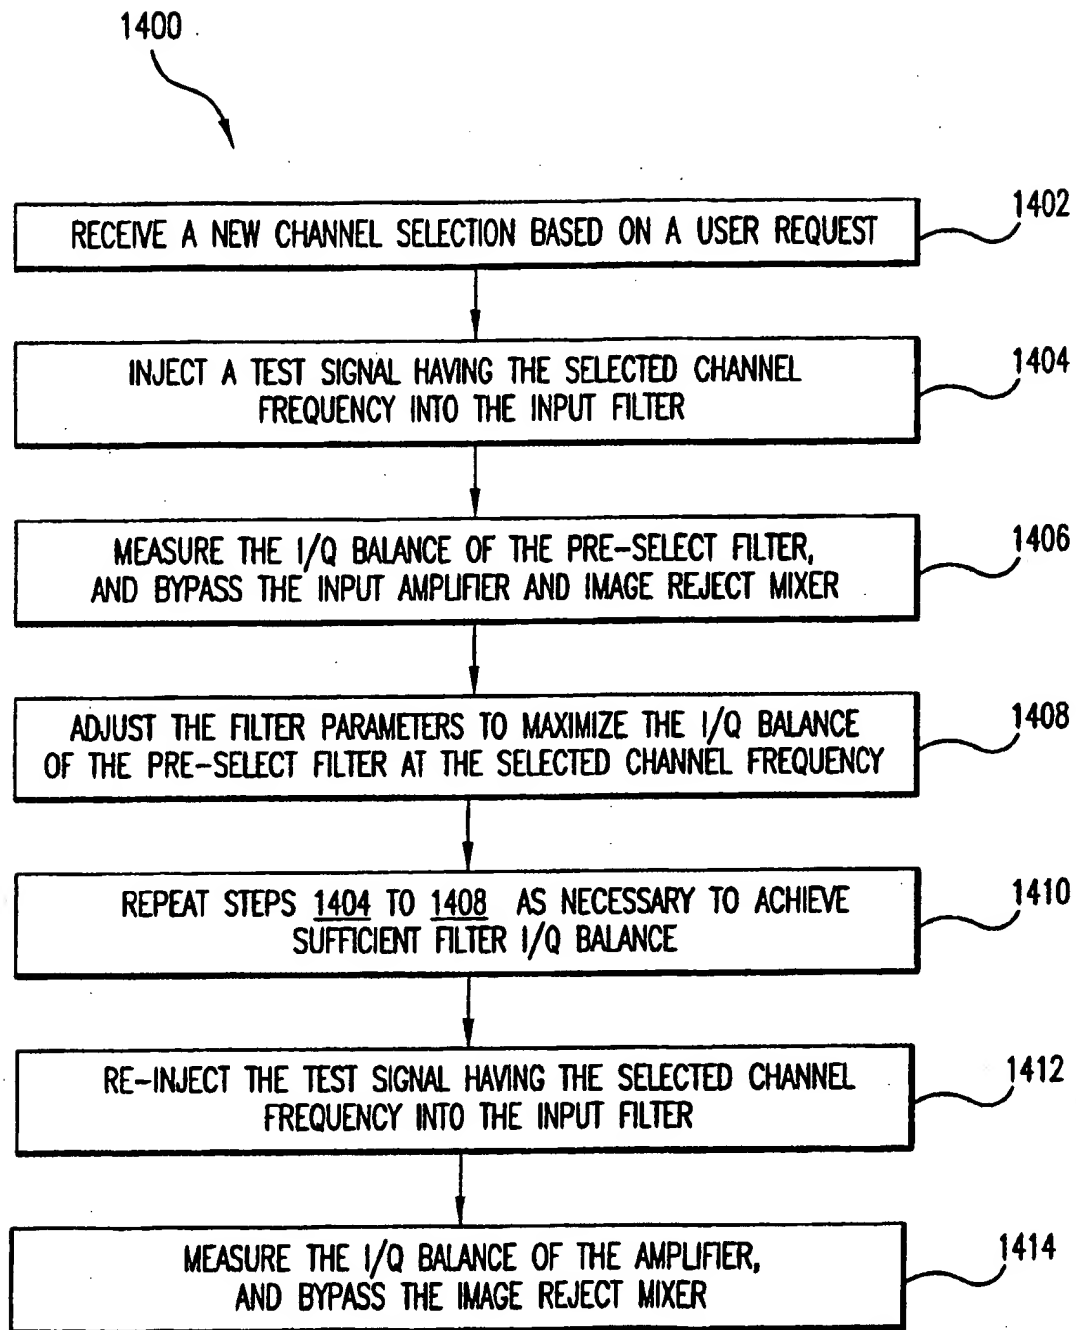 1400
RECEIVE A NEW CHANNEL SELECTION BASED ON A USER REQUEST
1402
INJECT A TEST SIGNAL HAVING THE SELECTED CHANNEL
FREQUENCY INTO THE INPUT FILTER
1404
MEASURE THE I/Q BALANCE OF THE PRE-SELECT FILTER,
AND BYPASS THE INPUT AMPLIFIER AND IMAGE REJECT MIXER
1406
ADJUST THE FILTER PARAMETERS TO MAXIMIZE THE I/Q BALANCE
OF THE PRE-SELECT FILTER AT THE SELECTED CHANNEL FREQUENCY
1408
REPEAT STEPS 1404 TO 1408 AS NECESSARY TO ACHIEVE
SUFFICIENT FILTER I/Q BALANCE
1410
RE-INJECT THE TEST SIGNAL HAVING THE SELECTED CHANNEL
FREQUENCY INTO THE INPUT FILTER
1412
MEASURE THE I/Q BALANCE OF THE AMPLIFIER,
AND BYPASS THE IMAGE REJECT MIXER
1414